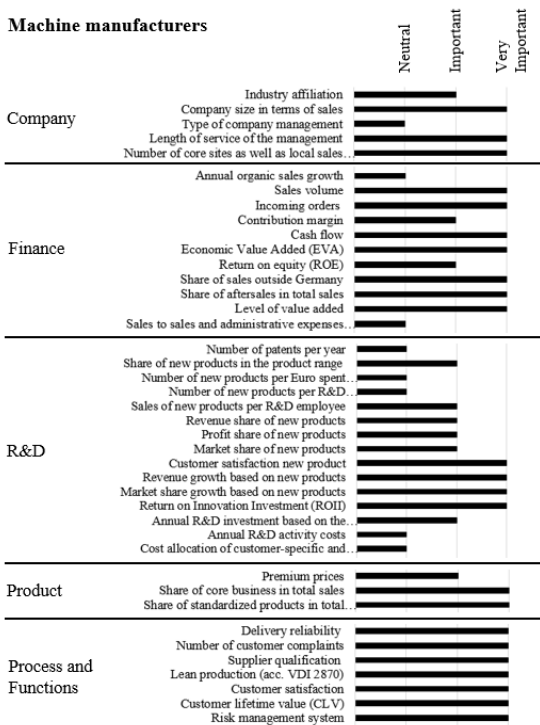 Machine manufacturers
Neutral
Important
Very
Important
Company
Industry affiliation
Company size in terms of sales
Type of company management
Length of service of the management
Number of core sites as well as local sales…
Finance
Annual organic sales growth
Sales volume
Incoming orders
Contribution margin
Cash flow
Economic Value Added (EVA)
Return on equity (ROE)
Share of sales outside Germany
Share of aftersales in total sales
Level of value added
Sales to sales and administrative expenses…
R&D
Number of patents per year
Share of new products in the product range
Number of new products per Euro spent…
Number of new products per R&D…
Sales of new products per R&D employee
Revenue share of new products
Profit share of new products
Market share of new products
Customer satisfaction new product
Revenue growth based on new products
Market share growth based on new products
Return on Innovation Investment (ROII)
Annual R&D investment based on the…
Annual R&D activity costs
Cost allocation of customer-specific and…
Product
Premium prices
Share of core business in total sales
Share of standardized products in total…
Process and
Functions
Delivery reliability
Number of customer complaints
Supplier qualification
Lean production (acc. VDI 2870)
Customer satisfaction
Customer lifetime value (CLV)
Risk management system